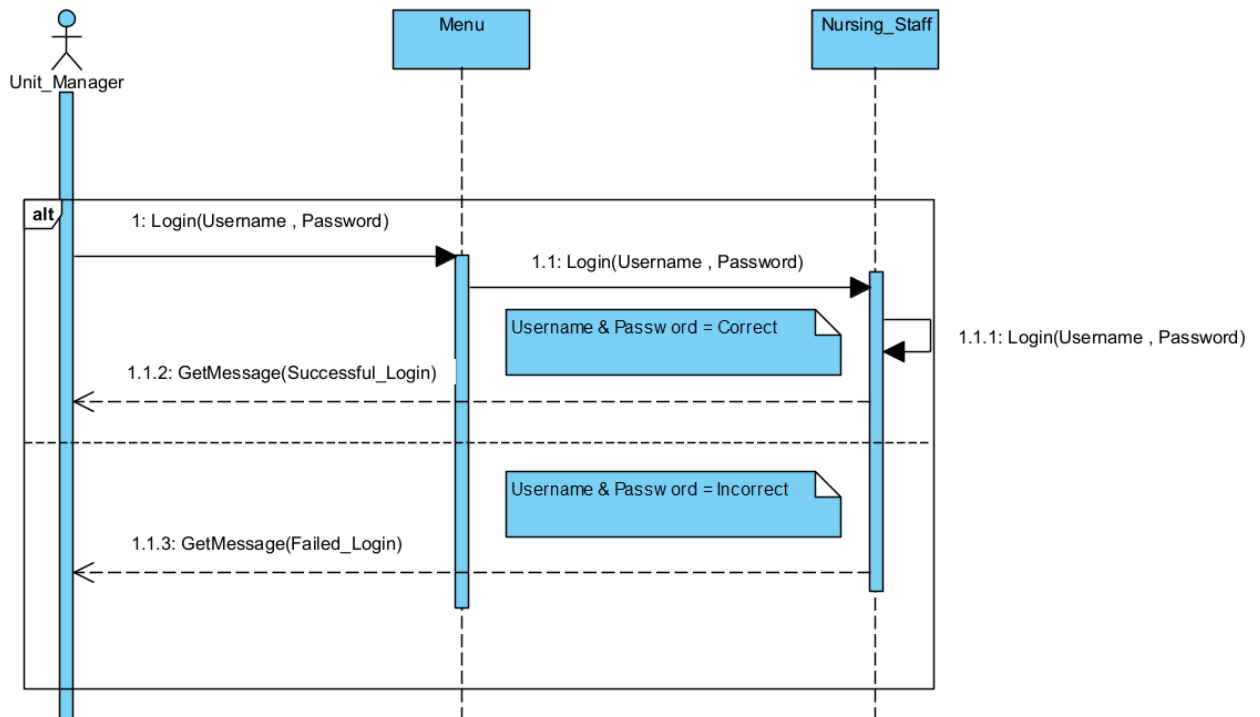 Unit_Manager
Menu
Nursing_Staff
alt
1: Login(Username , Password)
1.1: Login(Username , Password)
Username & Passw ord = Correct
1.1.1: Login(Username , Password)
1.1.2: GetMessage(Successful_Login)
Username & Passw ord = Incorrect
1.1.3: GetMessage(Failed_Login)